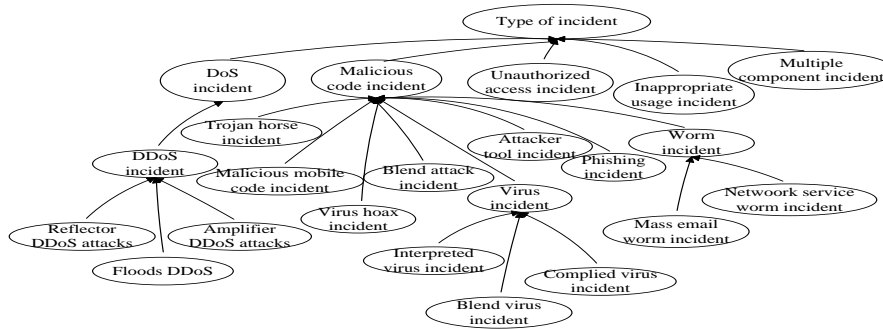 Type of incident
DoS
incident
Malicious
code incident
Unauthorized
access incident
Inappropriate
usage incident
Multiple
component incident
Trojan horse
incident
Attacker
tool incident
Worm
incident
DDoS
incident
Malicious mobile
code incident
Blend attack
incident
Phishing
incident
Virus hoax
incident
Virus
incident
Netwoork service
worm incident
Reflector
DDoS attacks
Amplifier
DDoS attacks
Mass email
worm incident
Floods DDoS
Interpreted
virus incident
Complied virus
incident
Blend virus
incident